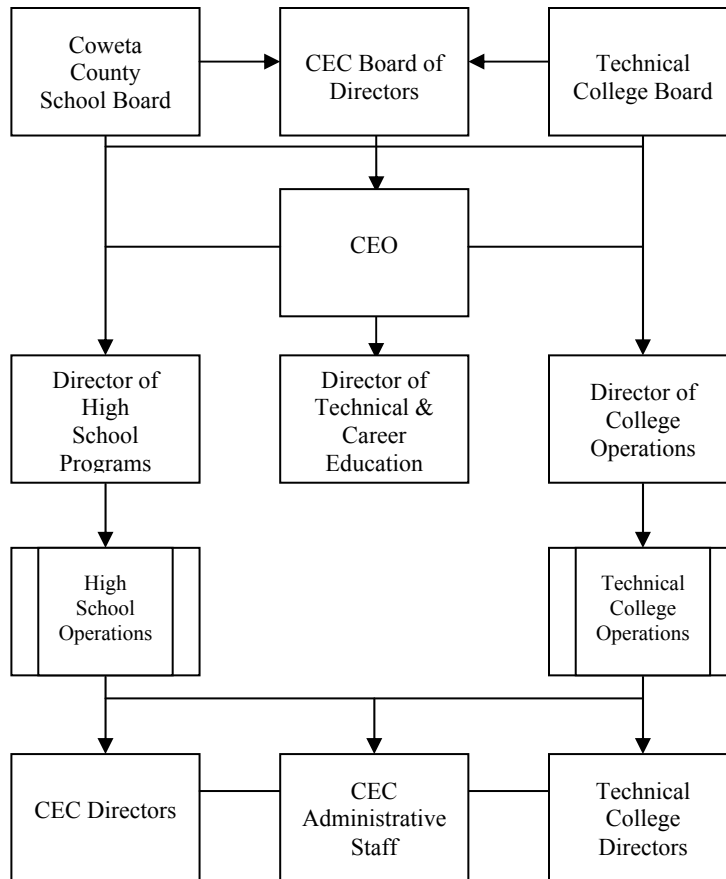 Coweta
County
School Board
CEC Board of
Directors
Technical
College Board
CEO
Director of
High
School
Programs
Director of
Technical &
Career
Education
Director of
College
Operations
High
School
Operations
Technical
College
Operations
CEC Directors
CEC
Administrative
Staff
Technical
College
Directors